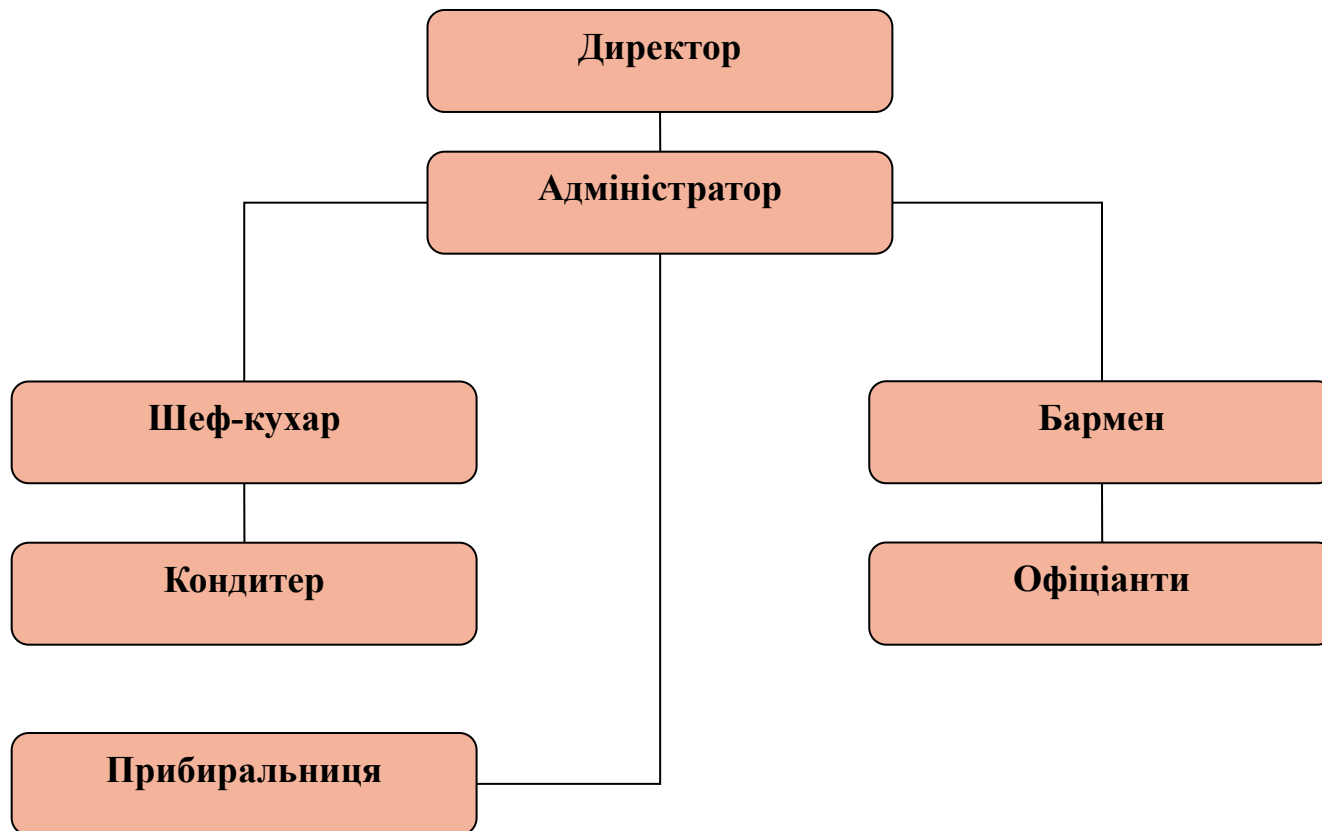 Директор
Адміністратор
Шеф-кухар
Бармен
Кондитер
Офіціанти
Прибиральниця